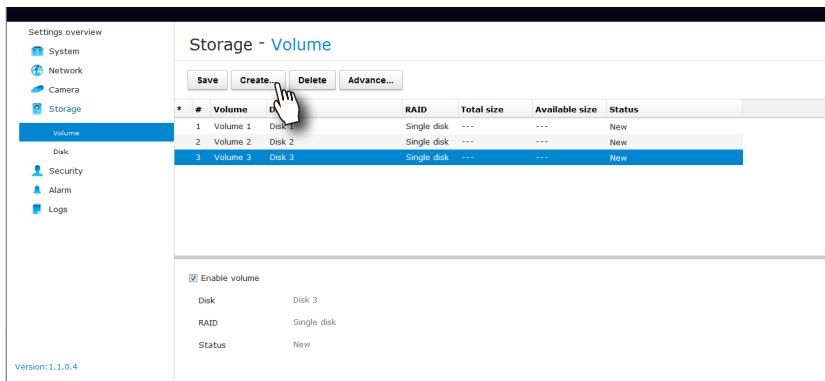 Settings overview
System
Network
Camera
Storage
Volume
Disk
Security
Alarm
Logs
Version:1.1.0.4
Storage - Volume
Save Create... Delete Advance...
* # Volume RAID Total size Available size Status
1 Volume 1 Disk 1 Single disk --- --- New
2 Volume 2 Disk 2 Single disk --- --- New
3 Volume 3 Disk 3 Single disk --- --- New
Enable volume
Disk Disk 3
RAID Single disk
Status New